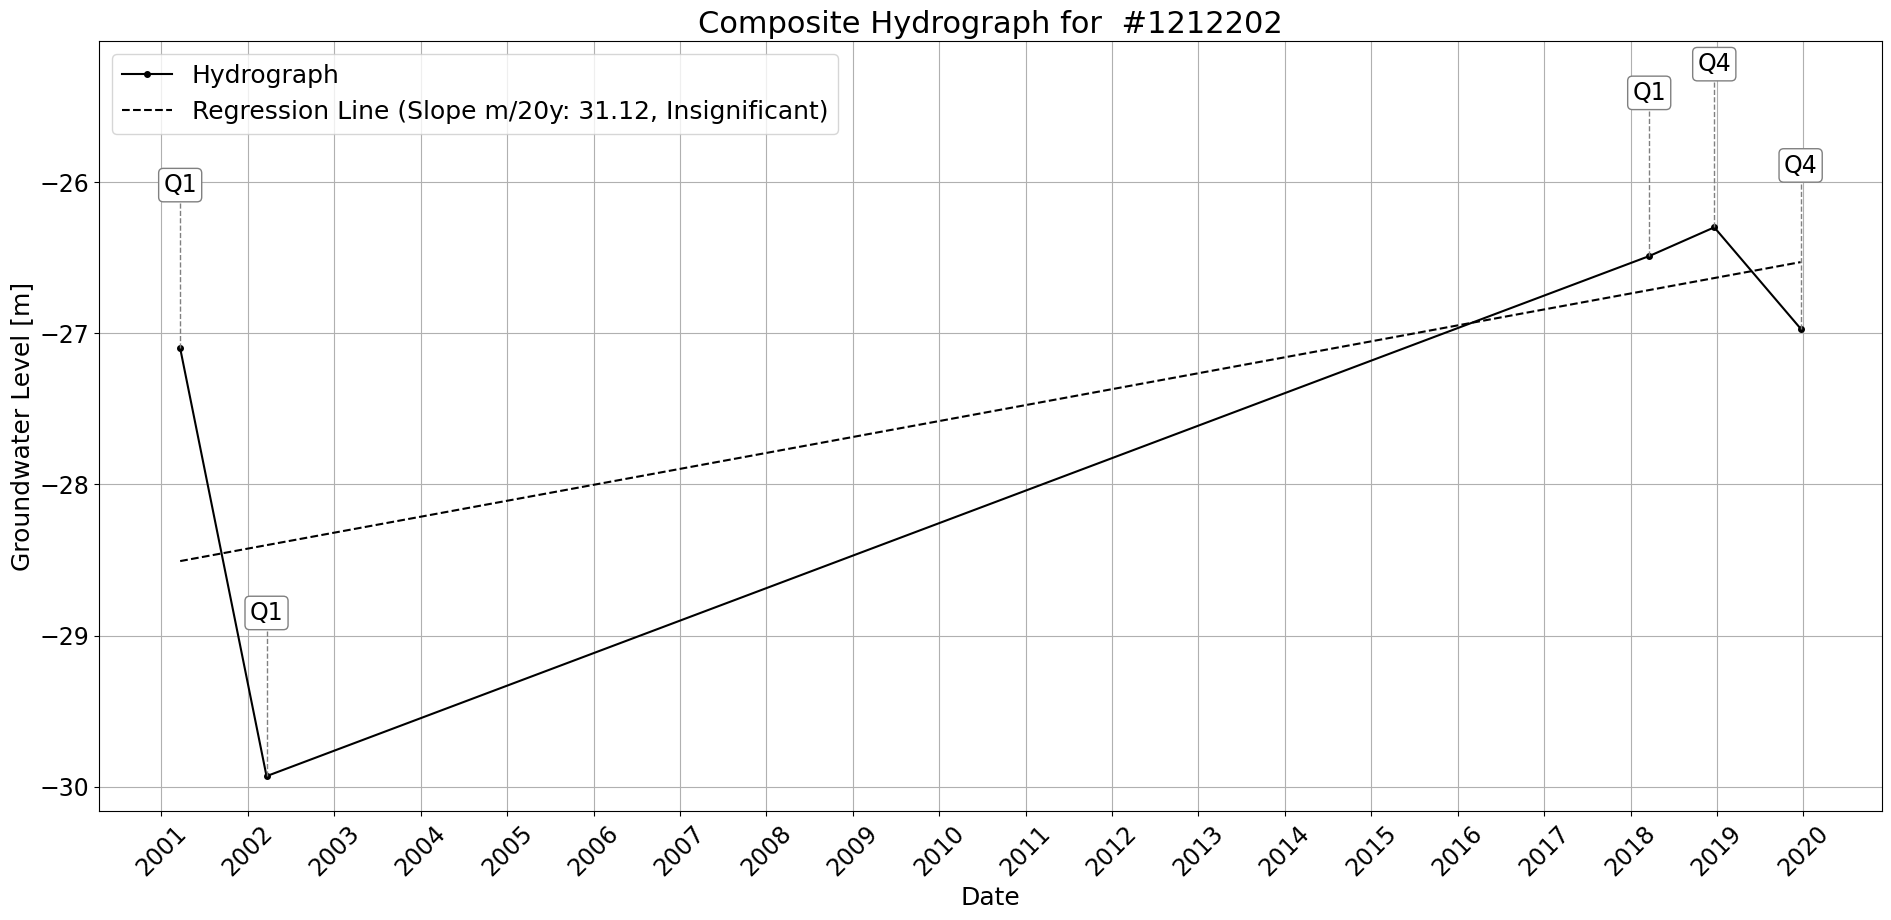 Composite Hydrograph for  #1212202
Hydrograph
Regression Line (Slope m/20y: 31.12, Insignificant)
Q1
Q1
Q1
Q4
Q4
Groundwater Level [m]
−26
−27
−28
−29
−30
2001
2002
2003
2004
2005
2006
2007
2008
2009
2010
2011
2012
2013
2014
2015
2016
2017
2018
2019
2020
Date